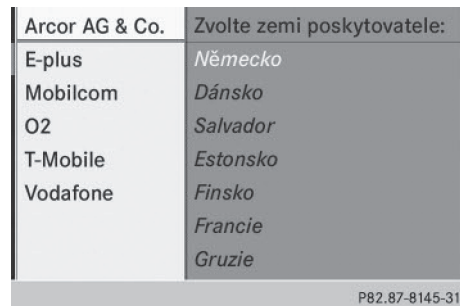 Arcor AG & Co.
E-plus
Mobilcom
O2
T-Mobile
Vodafone
Zvolte zemi poskytovatele:
Německo
Dánsko
Salvador
Estonsko
Finsko
Francie
Gruzie
P82.87-8145-31